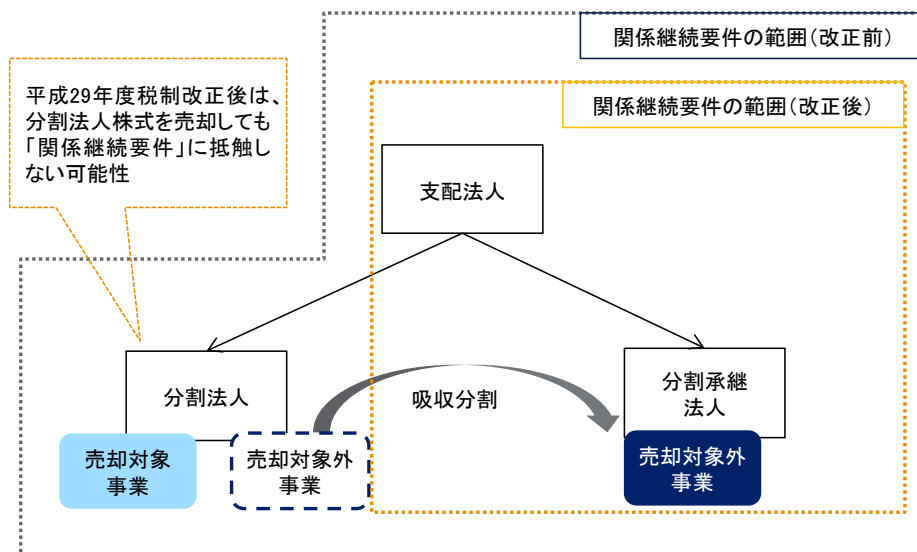 関係継続要件の範囲（改正前）
関係継続要件の範囲（改正後）
平成29年度税制改正後は、
分割法人株式を売却しても
「関係継続要件」に抵触し
ない可能性
支配法人
分割法人
吸収分割
分割承継
法人
売却対象
事業
売却対象外
事業
売却対象外
事業